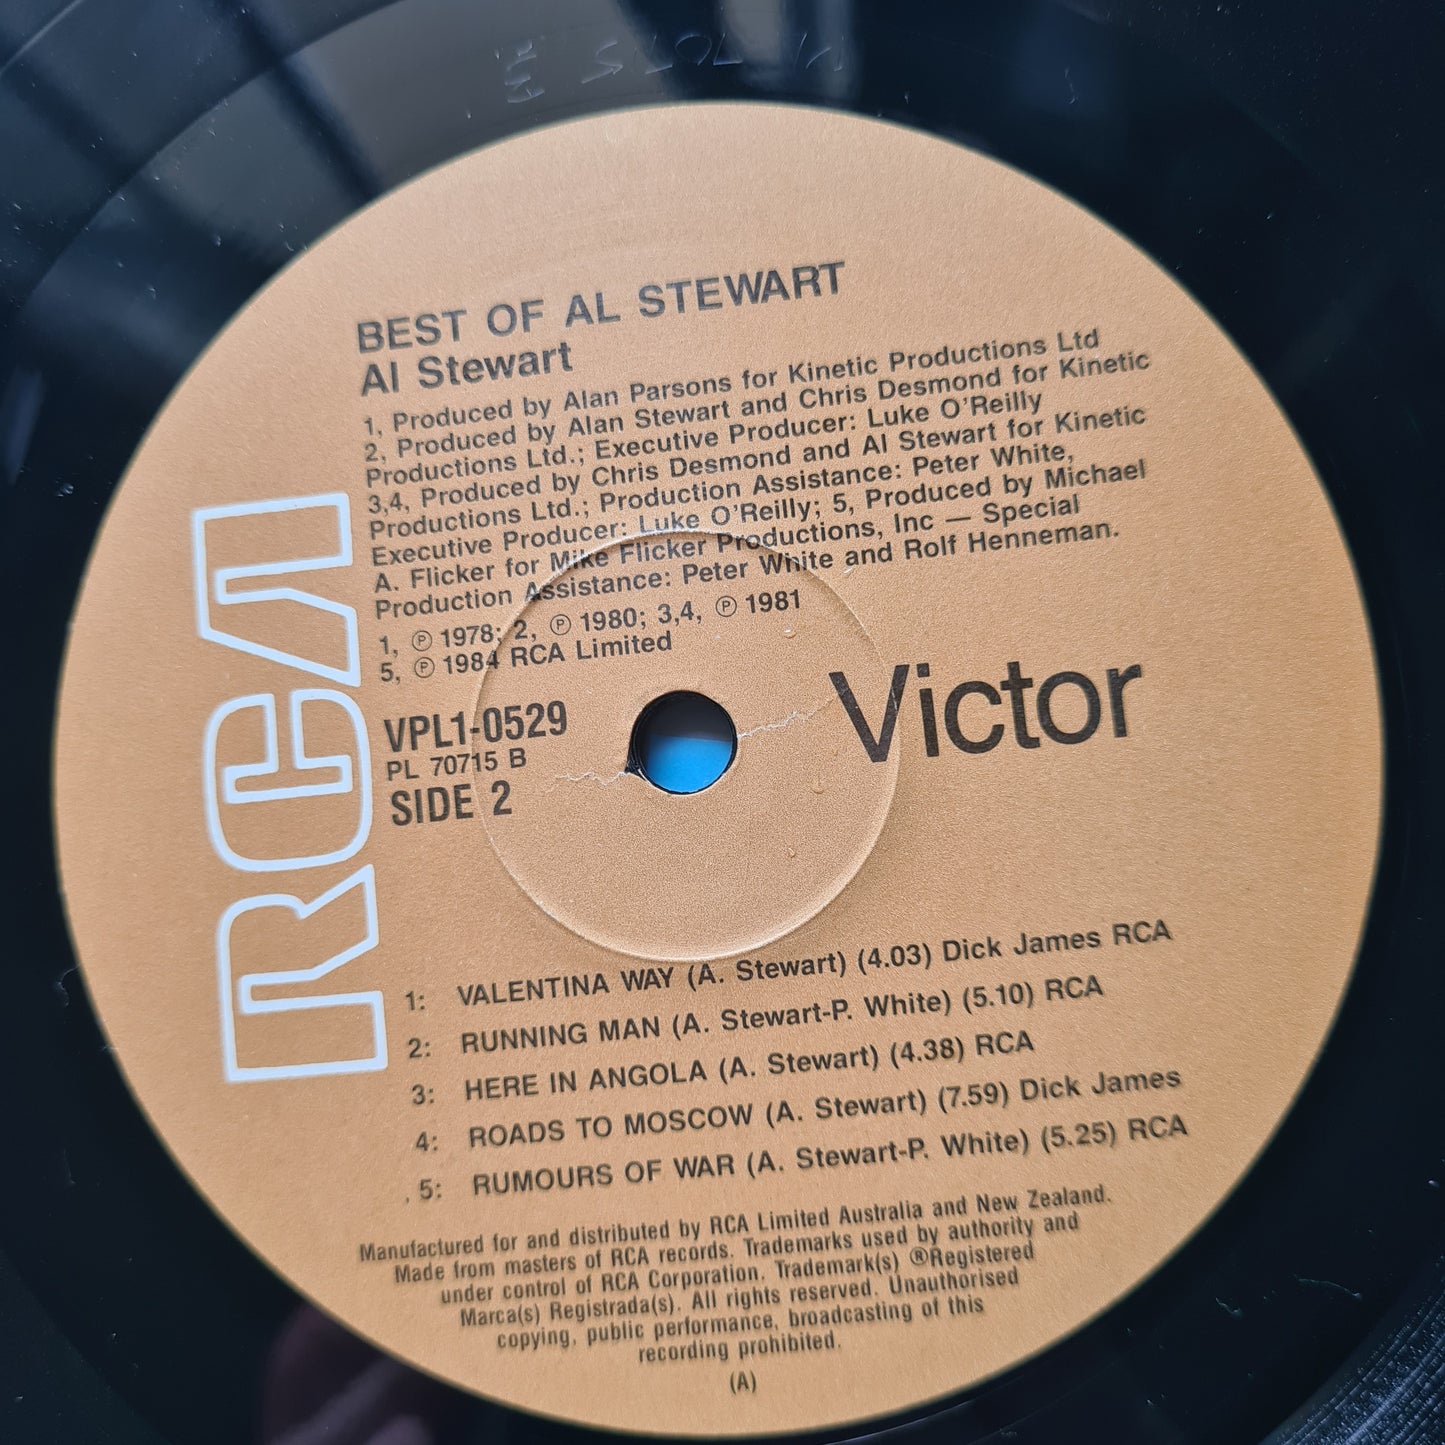 BEST OF AL STEWART
Al Stewart
1, Produced by Alan Parsons for Kinetic Productions Ltd
2, Produced by Alan Stewart and Chris Desmond for Kinetic
Productions Ltd.; Executive Producer: Luke O'Reilly
3,4, Produced by Chris Desmond and Al Stewart for Kinetic
Productions Ltd.; Production Assistance: Peter White,
Executive Producer: Luke O'Reilly; 5, Produced by Michael
A. Flicker for Mike Flicker Productions, Inc — Special
Production Assistance: Peter White and Rolf Henneman.
1, ℗ 1978; 2, ℗ 1980; 3,4, ℗ 1981
5, ℗ 1984 RCA Limited
RCA
Victor
VPL1-0529
PL 70715 B
SIDE 2
1: VALENTINA WAY (A. Stewart) (4.03) Dick James RCA
2: RUNNING MAN (A. Stewart-P. White) (5.10) RCA
3: HERE IN ANGOLA (A. Stewart) (4.38) RCA
4: ROADS TO MOSCOW (A. Stewart) (7.59) Dick James
5: RUMOURS OF WAR (A. Stewart-P. White) (5.25) RCA
Manufactured for and distributed by RCA Limited Australia and New Zealand.
Made from masters of RCA records. Trademarks used by authority and
under control of RCA Corporation. Trademark(s) ®Registered
Marca(s) Registrada(s). All rights reserved. Unauthorised
copying, public performance, broadcasting of this
recording prohibited.
(A)